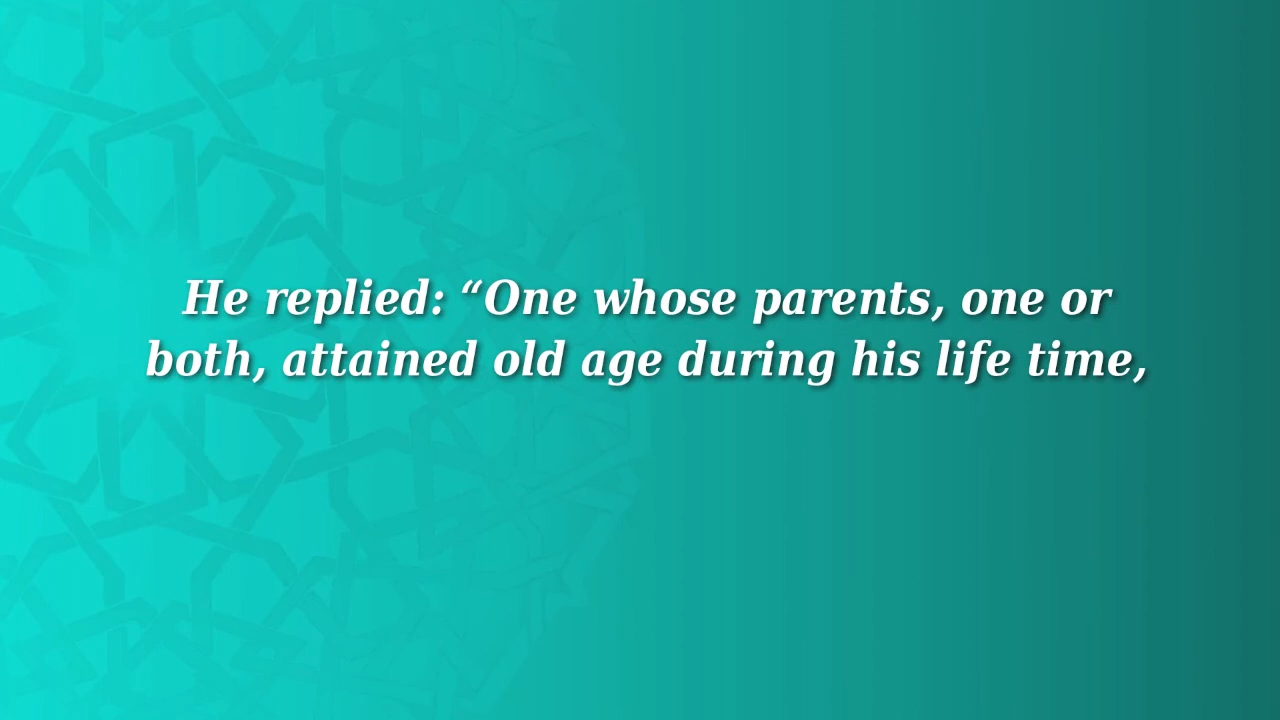 He replied: “One whose parents, one or
both, attained old age during his life time,